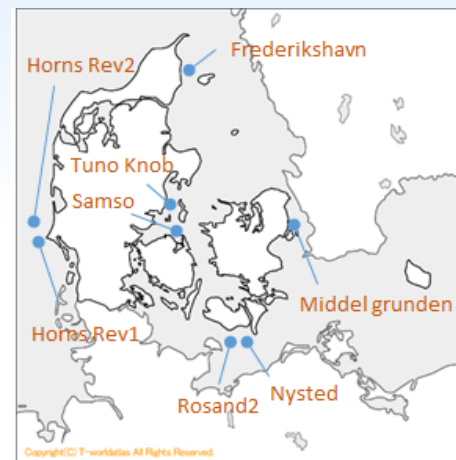 Frederikshavn
Horns Rev2
Tuno Knob
Samso
Middel grunden
Horns Rev1
Nysted
Rosand2
Copyright(C) T-worldatlas All Rights Reserved.